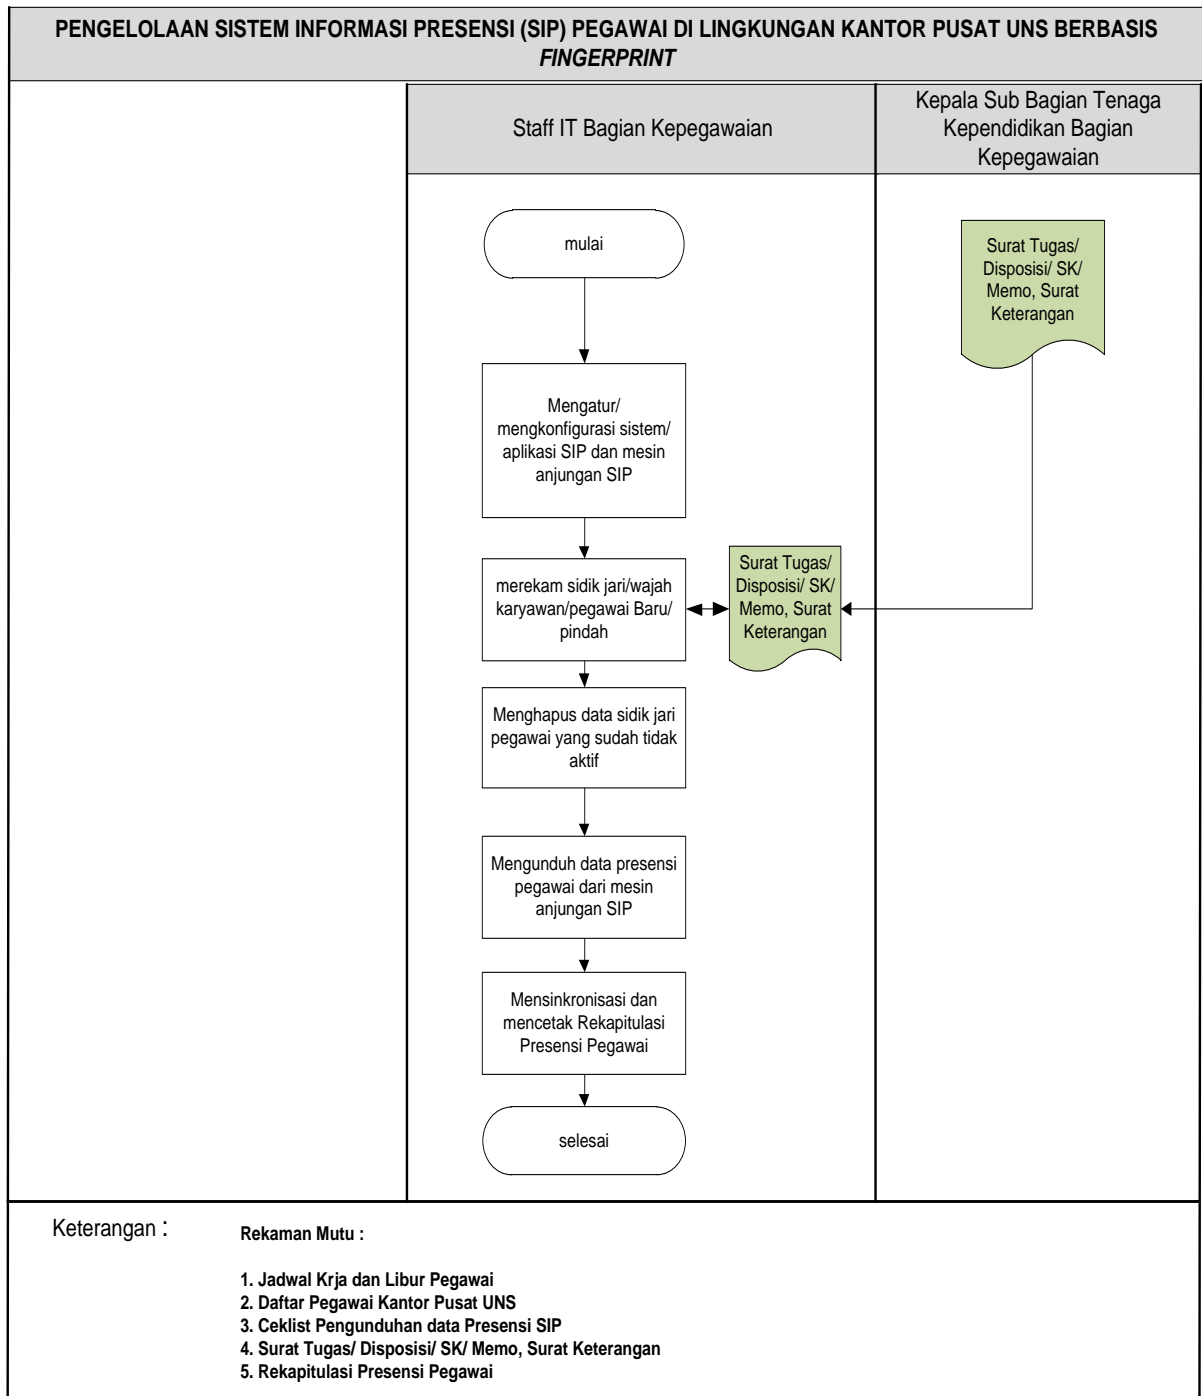 PENGELOLAAN SISTEM INFORMASI PRESENSI (SIP) PEGAWAI DI LINGKUNGAN KANTOR PUSAT UNS BERBASIS
FINGERPRINT
Staff IT Bagian Kepegawaian
Kepala Sub Bagian Tenaga
Kependidikan Bagian
Kepegawaian
mulai
Surat Tugas/
Disposisi/ SK/
Memo, Surat
Keterangan
Mengatur/
mengkonfigurasi sistem/
aplikasi SIP dan mesin
anjungan SIP
merekam sidik jari/wajah
karyawan/pegawai Baru/
pindah
Surat Tugas/
Disposisi/ SK/
Memo, Surat
Keterangan
Menghapus data sidik jari
pegawai yang sudah tidak
aktif
Mengunduh data presensi
pegawai dari mesin
anjungan SIP
Mensinkronisasi dan
mencetak Rekapitulasi
Presensi Pegawai
selesai
Keterangan :
Rekaman Mutu :
1. Jadwal Krja dan Libur Pegawai
2. Daftar Pegawai Kantor Pusat UNS
3. Ceklist Pengunduhan data Presensi SIP
4. Surat Tugas/ Disposisi/ SK/ Memo, Surat Keterangan
5. Rekapitulasi Presensi Pegawai